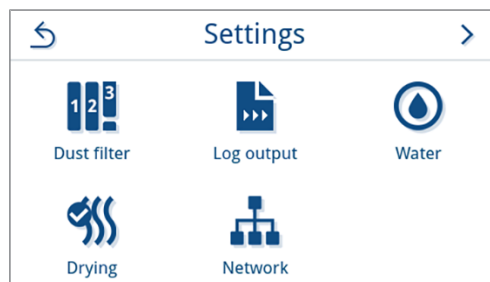 Settings
1 2 3
Dust filter
Log output
Water
Drying
Network